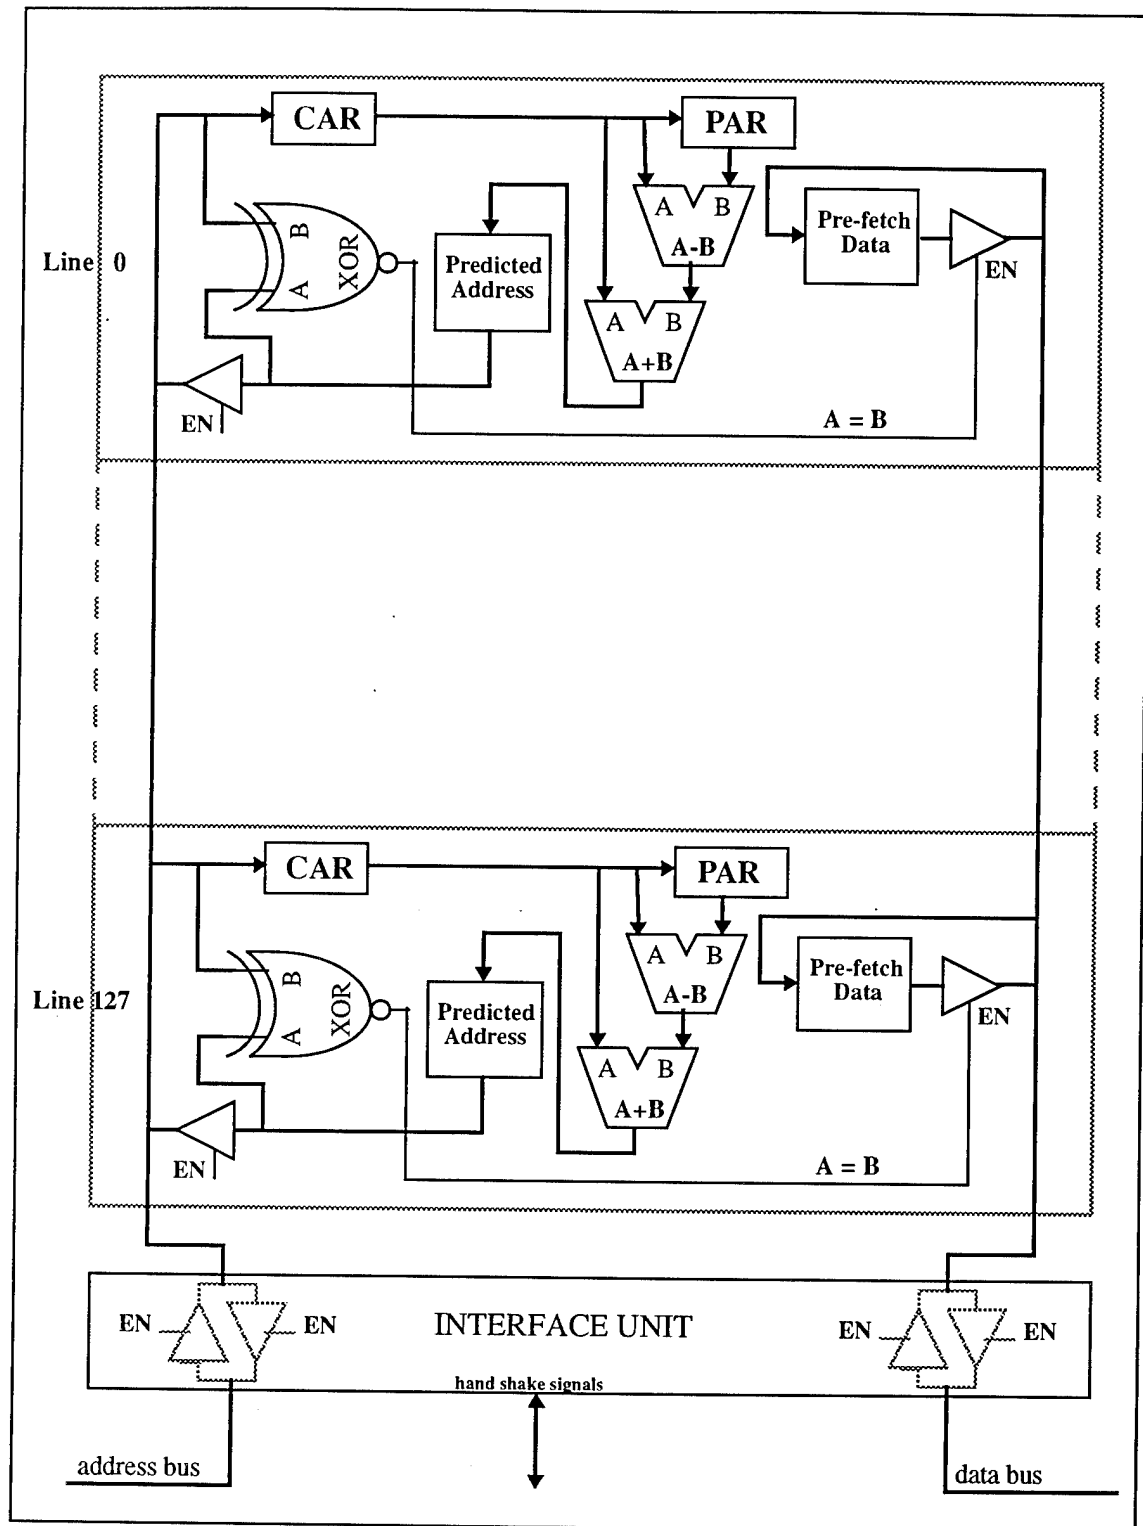 CAR
PAR
A B
A-B
Pre-fetch
Data
EN
B
A
XOR
Predicted
Address
Line 0
A B
A+B
EN
A = B
CAR
PAR
A B
A-B
Pre-fetch
Data
EN
B
A
XOR
Predicted
Address
Line 127
A B
A+B
EN
A = B
EN
EN
INTERFACE UNIT
EN
EN
hand shake signals
address bus
data bus